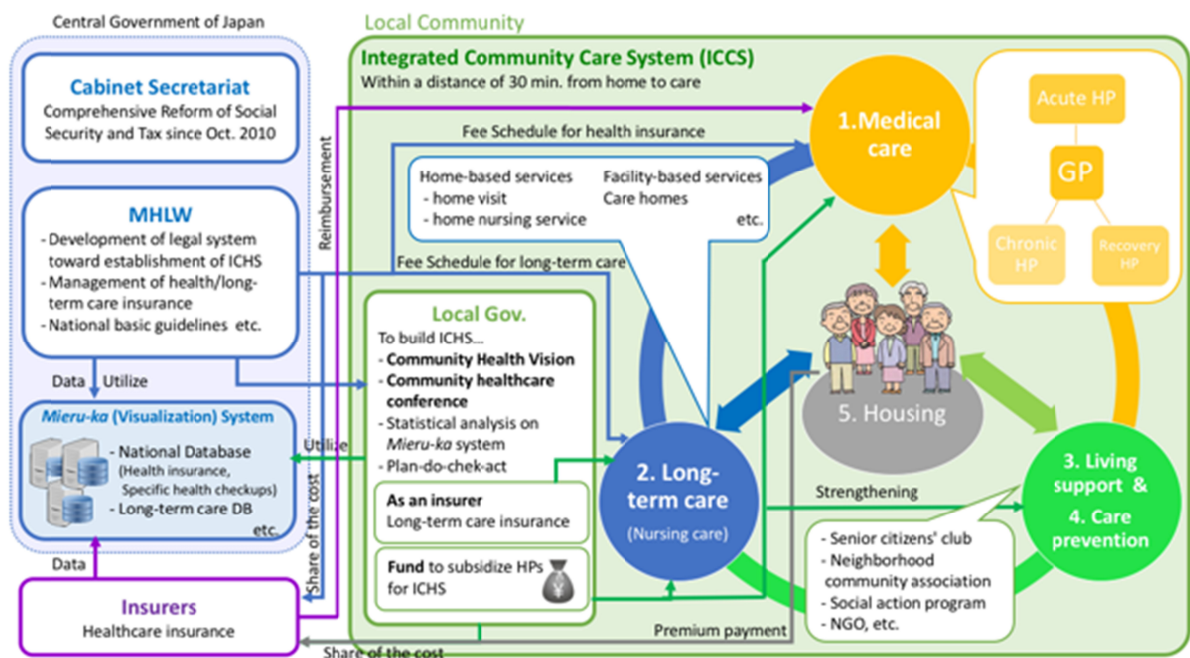 Central Government of Japan
Cabinet Secretariat
Comprehensive Reform of Social
Security and Tax since Oct. 2010
MHLW
- Development of legal system
toward establishment of ICHS
- Management of health/long-
term care insurance
- National basic guidelines etc.
Data
Utilize
Mieru-ka (Visualization) System
- National Database
(Health insurance,
Specific health checkups)
- Long-term care DB
etc.
Data
Insurers
Healthcare insurance
Reimbursement
Share of the cost
Utilize
Local Community
Integrated Community Care System (ICCS)
Within a distance of 30 min. from home to care
Fee Schedule for health insurance
Home-based services
- home visit
- home nursing service
Facility-based services
Care homes
etc.
Fee Schedule for long-term care
Local Gov.
To build ICHS...
- Community Health Vision
- Community healthcare
conference
- Statistical analysis on
Mieru-ka system
- Plan-do-chek-act
As an insurer
Long-term care insurance
Fund to subsidize HPs
for ICHS
¥
1.Medical
care
Acute HP
GP
Chronic
HP
Recovery
HP
5. Housing
2. Long-
term care
(Nursing care)
Strengthening
3. Living
support &
4. Care
prevention
- Senior citizens' club
- Neighborhood
community association
- Social action program
- NGO, etc.
Premium payment
Share of the cost